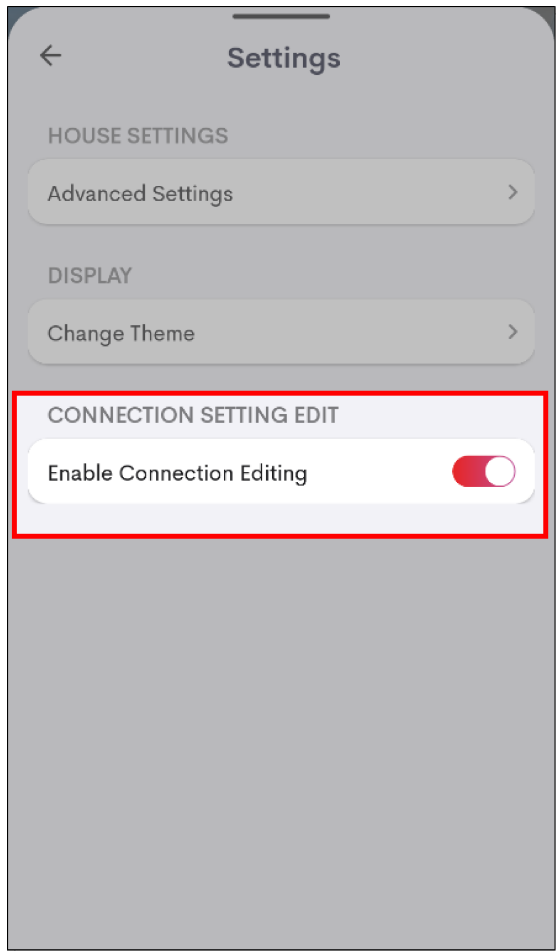 Settings
HOUSE SETTINGS
Advanced Settings
DISPLAY
Change Theme
CONNECTION SETTING EDIT
Enable Connection Editing